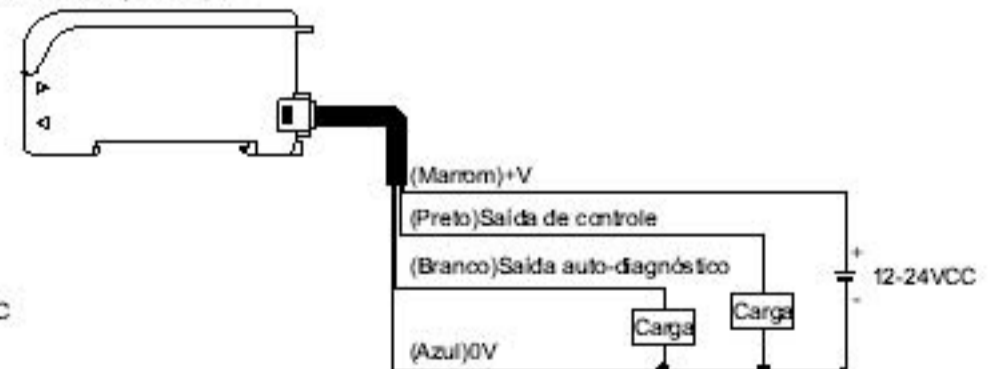 (Marrom)+V
(Preto)Saída de controle
(Branco)Saída auto-diagnóstico
+
12-24VCC
-
Carga
Carga
(Azul)0V
C